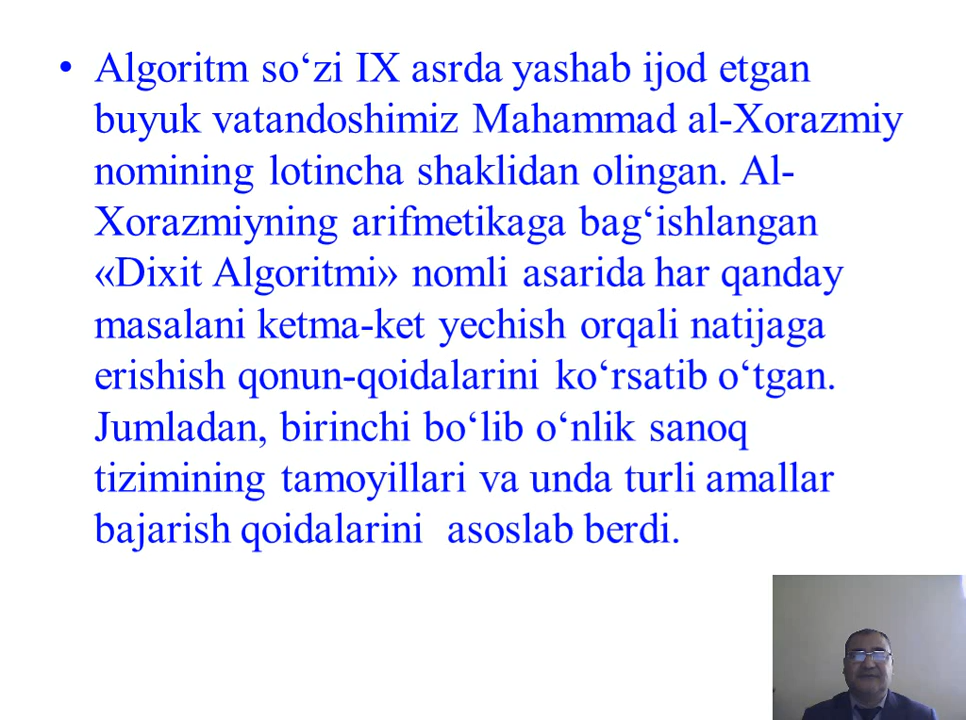 • Algoritm so‘zi IX asrda yashab ijod etgan
buyuk vatandoshimiz Mahammad al-Xorazmiy
nomining lotincha shaklidan olingan. Al-
Xorazmiyning arifmetikaga bag‘ishlangan
«Dixit Algoritmi» nomli asarida har qanday
masalani ketma-ket yechish orqali natijaga
erishish qonun-qoidalarini ko‘rsatib o‘tgan.
Jumladan, birinchi bo‘lib o‘nlik sanoq
tizimining tamoyillari va unda turli amallar
bajarish qoidalarini asoslab berdi.